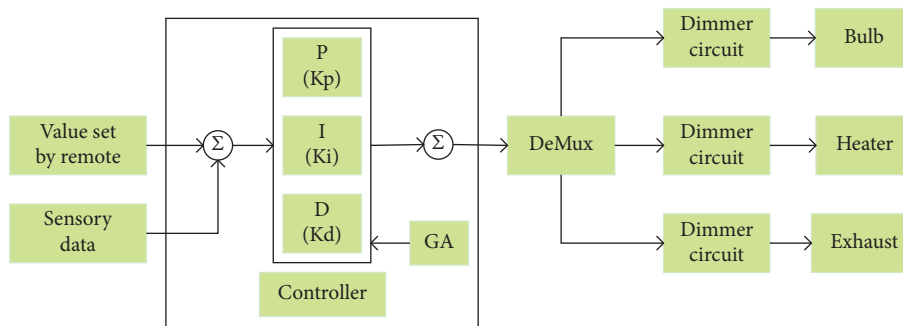 Value set
by remote
Sensory
data
Σ
P
(Kp)
I
(Ki)
D
(Kd)
GA
Controller
Σ
DeMux
Dimmer
circuit
Bulb
Dimmer
circuit
Heater
Dimmer
circuit
Exhaust